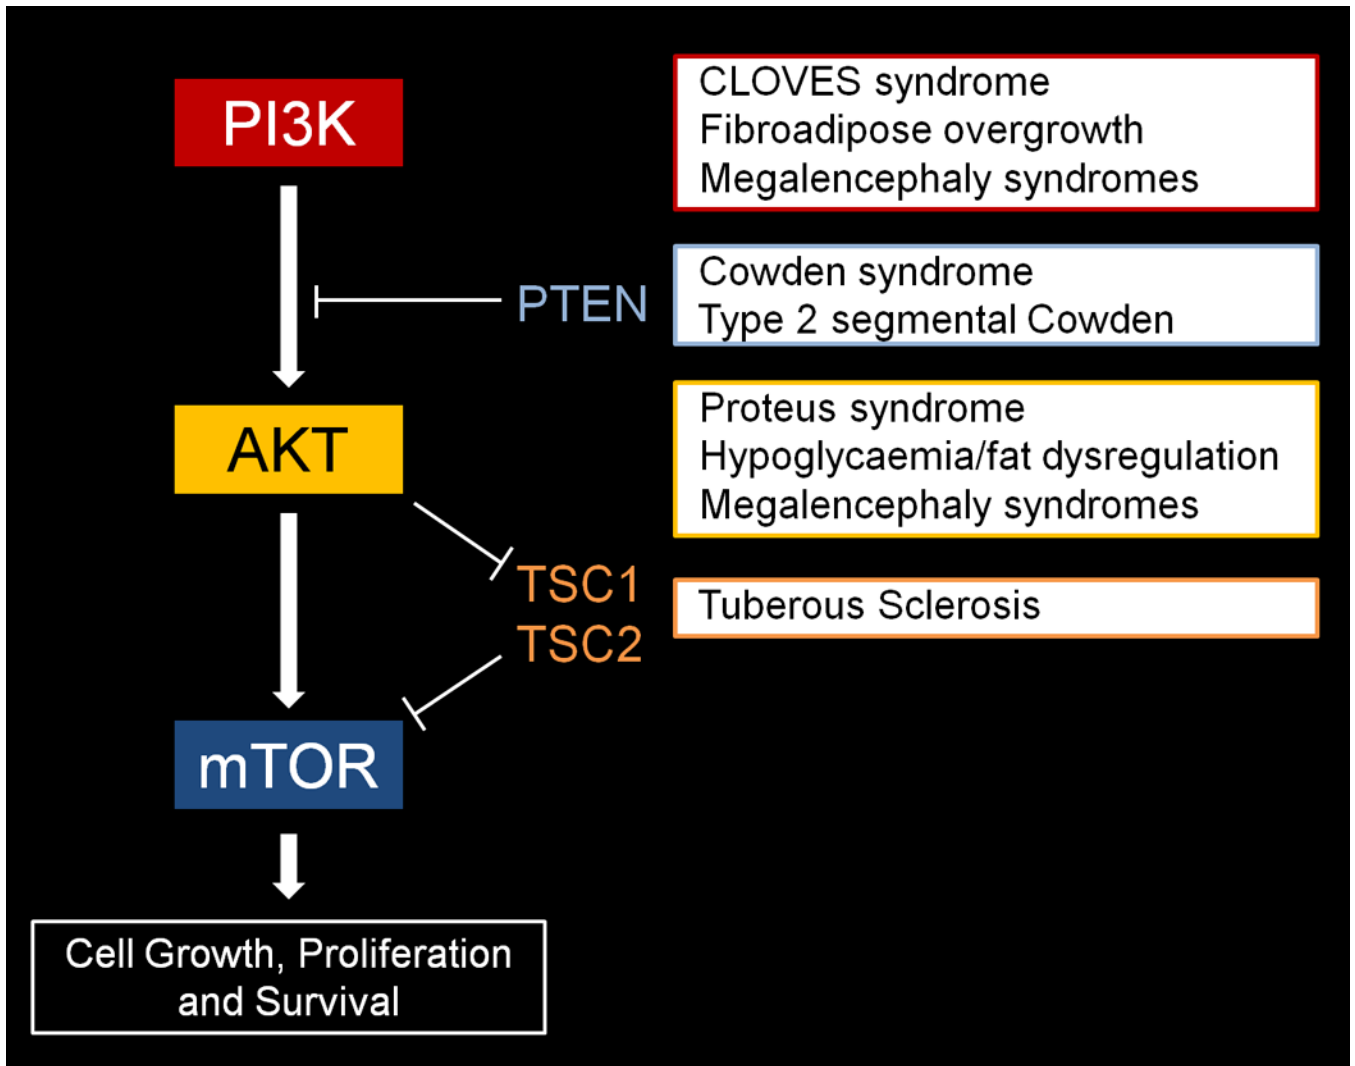 PI3K
CLOVES syndrome
Fibroadipose overgrowth
Megalencephaly syndromes
PTEN
Cowden syndrome
Type 2 segmental Cowden
AKT
Proteus syndrome
Hypoglycaemia/fat dysregulation
Megalencephaly syndromes
TSC1
TSC2
Tuberous Sclerosis
mTOR
Cell Growth, Proliferation
and Survival